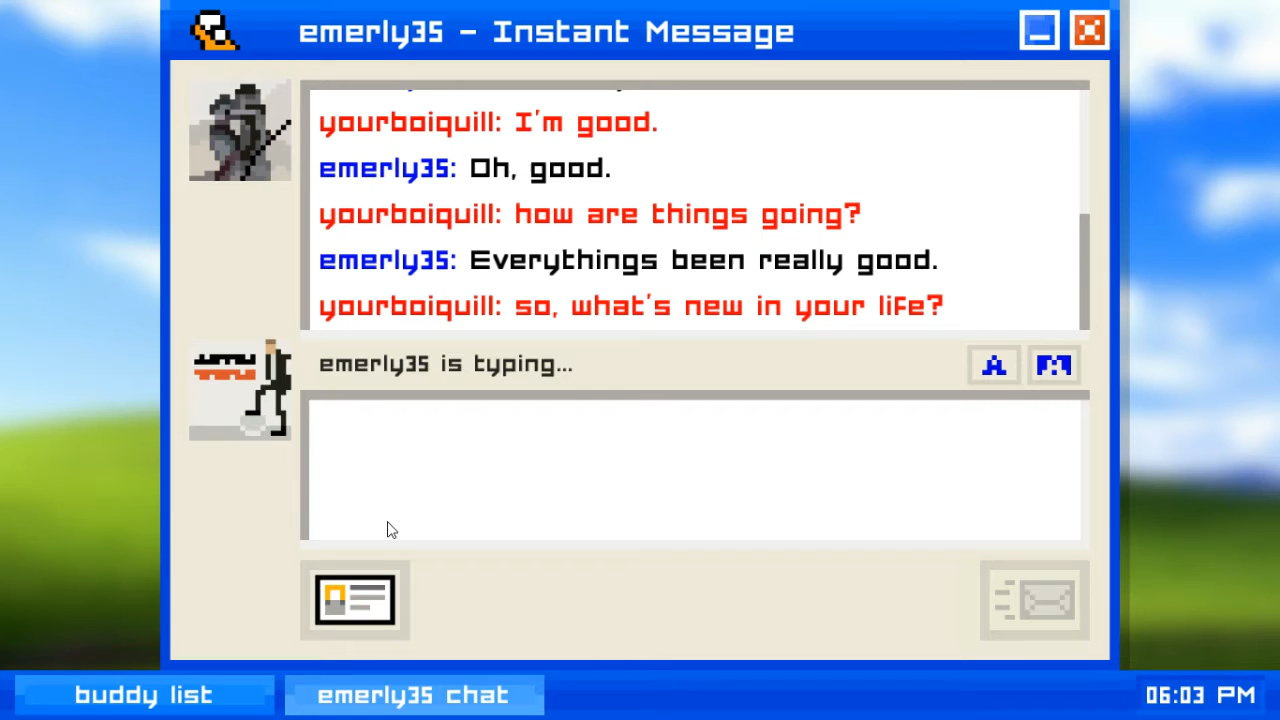 emerly35 - Instant Message
yourboiquill: I'm good.
emerly35: Oh, good.
yourboiquill: how are things going?
emerly35: Everythings been really good.
yourboiquill: so, what's new in your life?
emerly35 is typing...
A
buddy list
emerly35 chat
06:03 PM